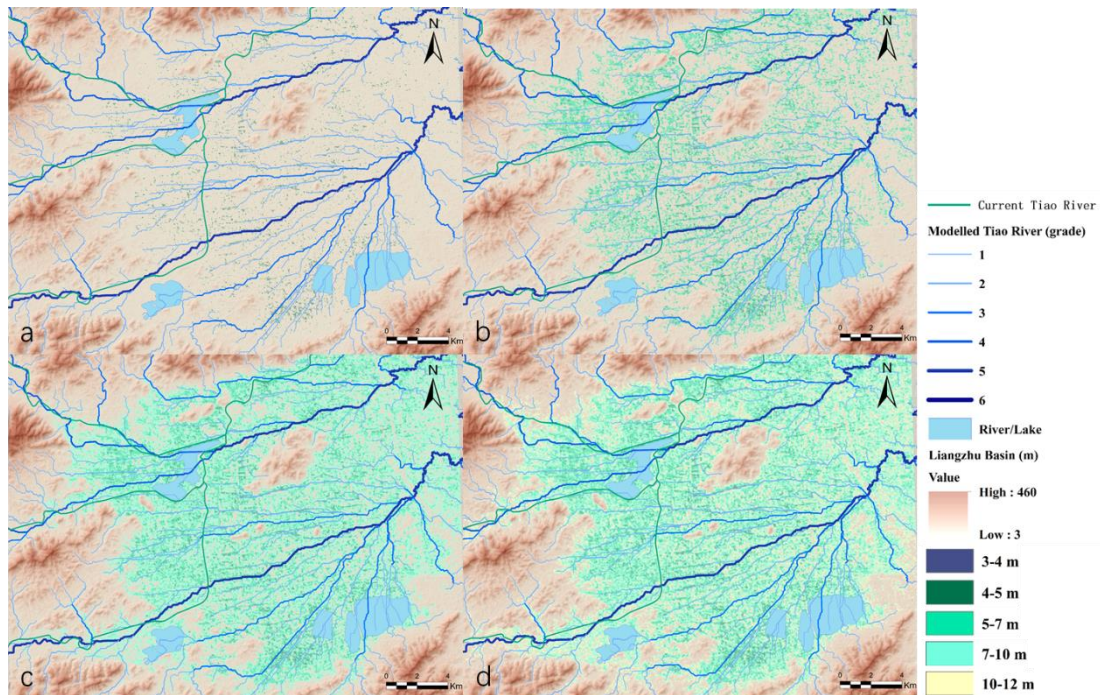 N
a
0 2 4
Km
N
b
0 2 4
Km
N
c
0 2 4
Km
N
d
0 2 4
Km
Current Tiao River
Modelled Tiao River (grade)
1
2
3
4
5
6
River/Lake
Liangzhu Basin (m)
Value
High : 460
Low : 3
3-4 m
4-5 m
5-7 m
7-10 m
10-12 m